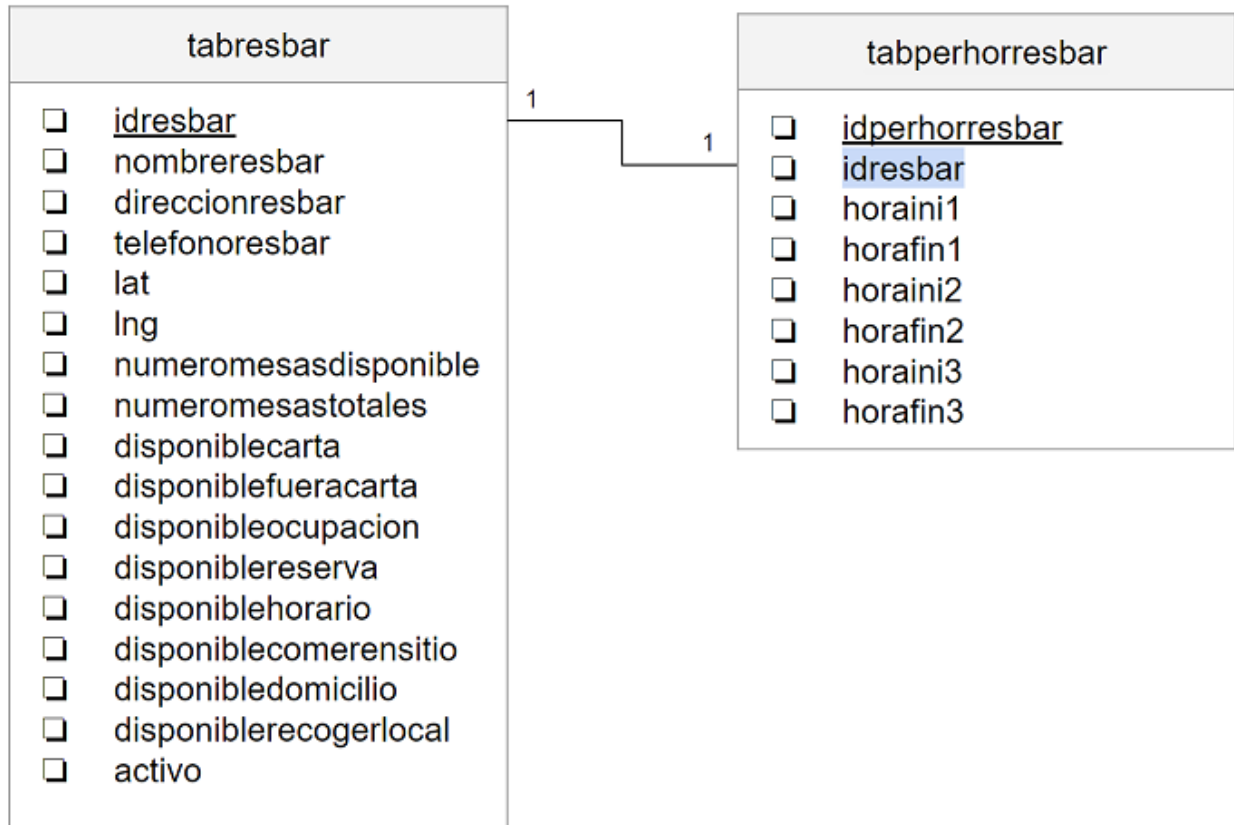 tabresbar
idresbar
nombreresbar
direccionresbar
telefonoresbar
lat
lng
numeromesasdisponible
numeromesastotales
disponiblecarta
disponiblefueracarta
disponibleocupacion
disponiblereserva
disponiblehorario
disponiblecomerensitio
disponibledomicilio
disponiblerecogerlocal
activo
1
1
tabperhorresbar
idperhorresbar
idresbar
horaini1
horafin1
horaini2
horafin2
horaini3
horafin3